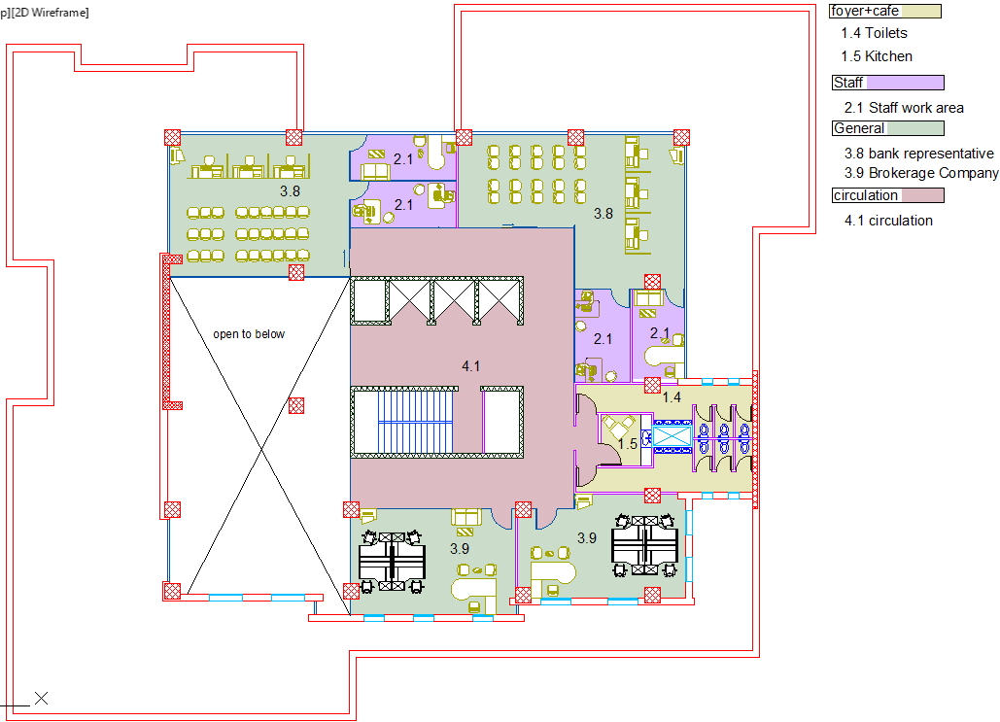 p][2D Wireframe]
foyer+cafe
1.4 Toilets
1.5 Kitchen
Staff
2.1 Staff work area
General
3.8 bank representative
3.9 Brokerage Company
circulation
4.1 circulation
2.1
3.8
2.1
3.8
open to below
2.1
2.1
4.1
1.4
1.5
3.9
3.9